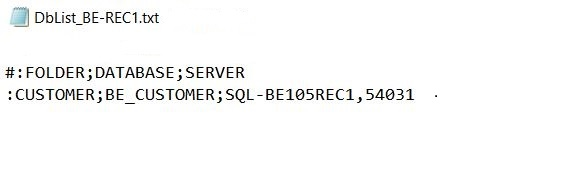 DbList_BE-REC1.txt
#:FOLDER;DATABASE;SERVER
:CUSTOMER;BE_CUSTOMER;SQL-BE105REC1,54031